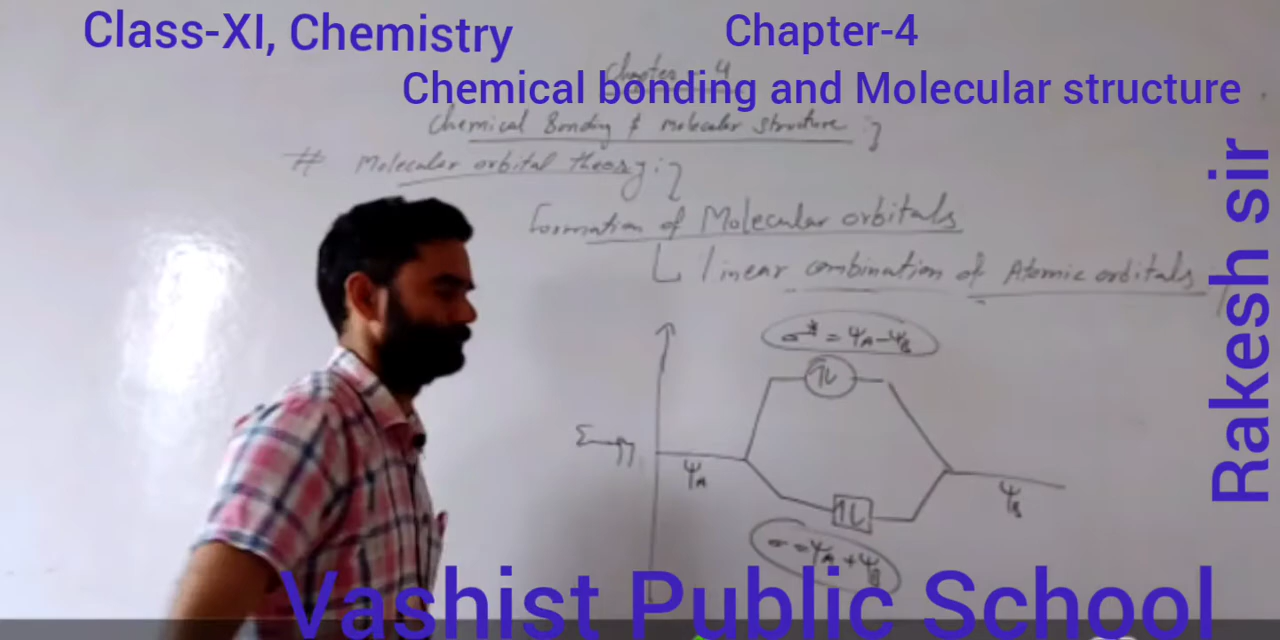 Class-XI, Chemistry
Chapter-4
Chapter - 4
Chemical bonding and Molecular structure
Chemical Bonding & molecular structure :-
# Molecular orbital theory :-
Formation of Molecular orbitals
Linear combination of Atomic orbitals
σ* = ψA - ψB
↑↓
Energy
ψA
ψB
↑↓
σ = ψA + ψB
Rakesh sir
Vashist Public School